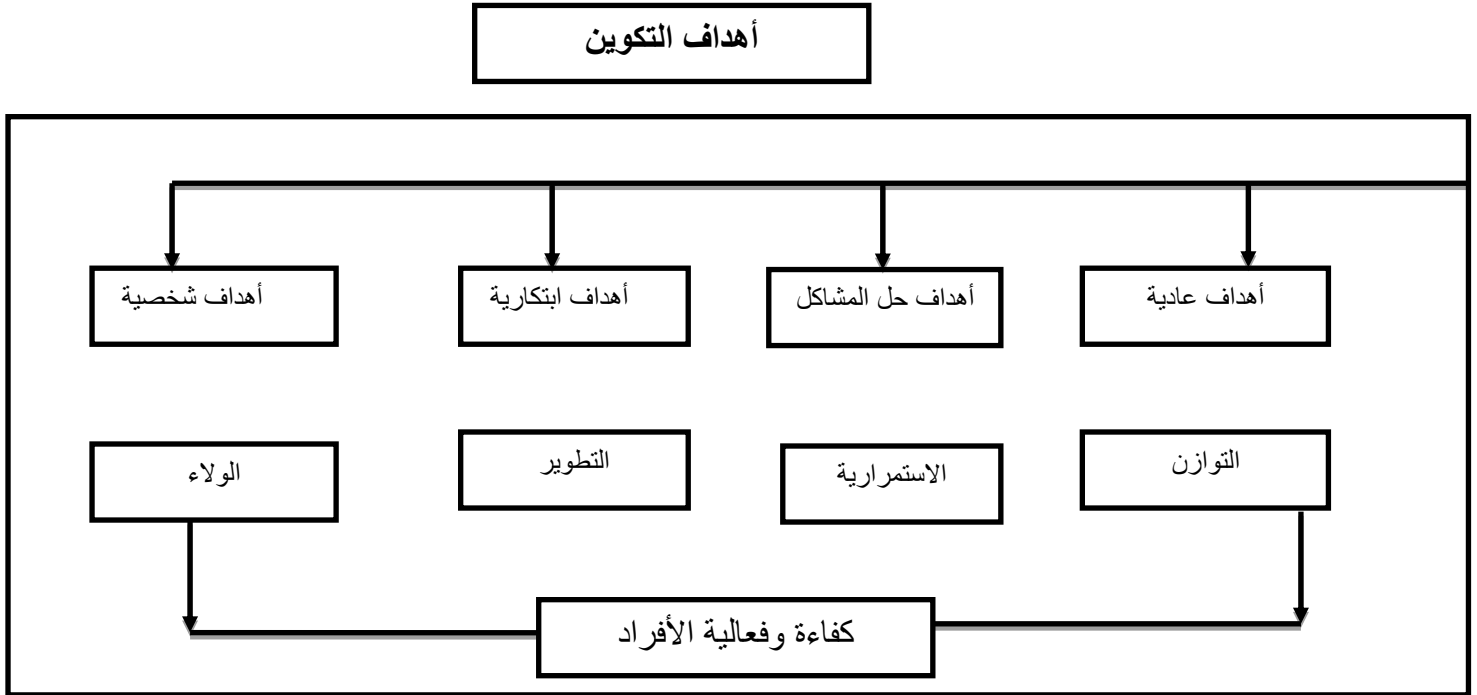 أهداف التكوين
أهداف عادية
أهداف حل المشاكل
أهداف ابتكارية
أهداف شخصية
التوازن
الاستمرارية
التطوير
الولاء
كفاءة وفعالية الأفراد